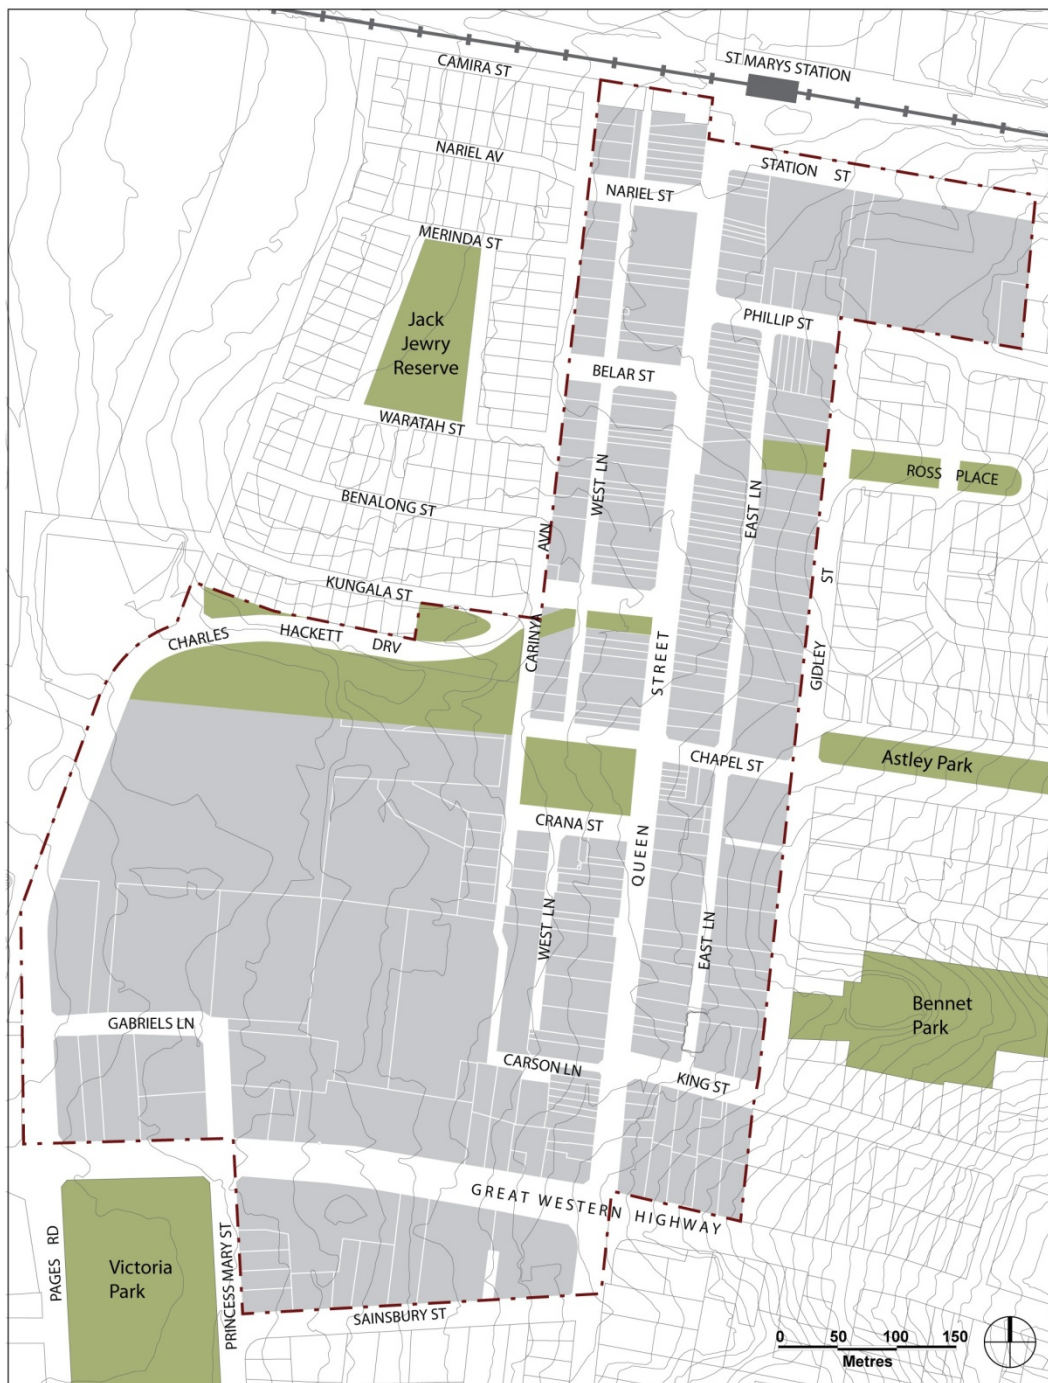 CAMIRA ST
ST MARYS STATION
NARIEL AV
STATION ST
NARIEL ST
MERINDA ST
Jack
Jewry
Reserve
PHILLIP ST
BELAR ST
WARATAH ST
WEST LN
EAST LN
ROSS PLACE
BENALONG ST
AVN
KUNGALA ST
ST
CHARLES HACKETT DRV
CARINYA
STREET
GIDLEY
CHAPEL ST
Astley Park
CRANA ST
QUEEN
WEST LN
EAST LN
Bennet
Park
GABRIELS LN
CARSON LN
KING ST
GREAT WESTERN HIGHWAY
PAGES RD
Victoria
Park
PRINCESS MARY ST
SAINSBURY ST
0 50 100 150
Metres